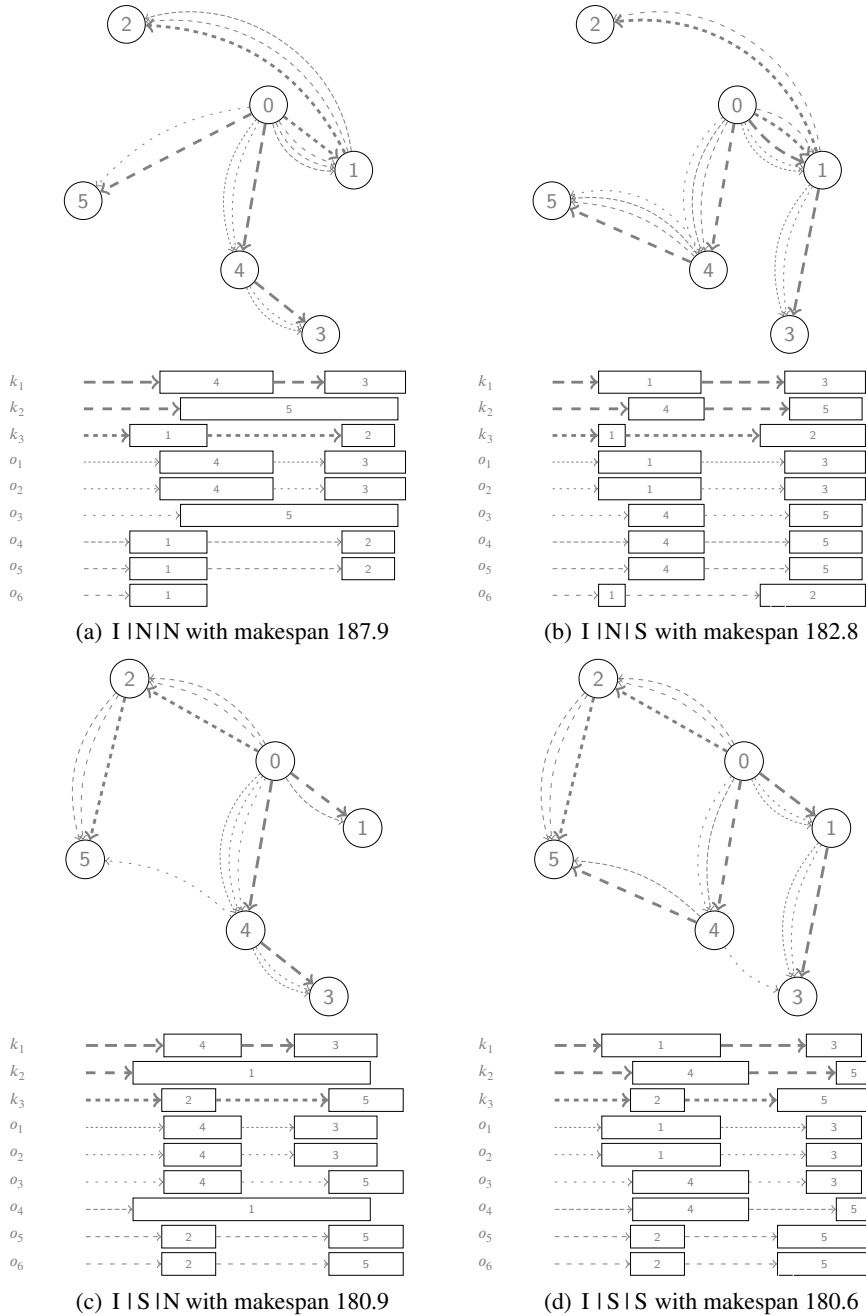 2
0
1
5
4
3
k1 4 3
k2 5
k3 1 2
o1 4 3
o2 4 3
o3 5
o4 1 2
o5 1 2
o6 1
(a) I |N|N with makespan 187.9
2
0
1
5
4
3
k1 1 3
k2 4 5
k3 1 2
o1 1 3
o2 1 3
o3 4 5
o4 4 5
o5 4 5
o6 1 2
(b) I |N|S with makespan 182.8
2
0
1
5
4
3
k1 4 3
k2 1
k3 2 5
o1 4 3
o2 4 3
o3 4 5
o4 1
o5 2 5
o6 2 5
(c) I |S|N with makespan 180.9
2
0
1
5
4
3
k1 1 3
k2 4 5
k3 2 5
o1 1 3
o2 1 3
o3 4 3
o4 4 5
o5 2 5
o6 2 5
(d) I |S|S with makespan 180.6